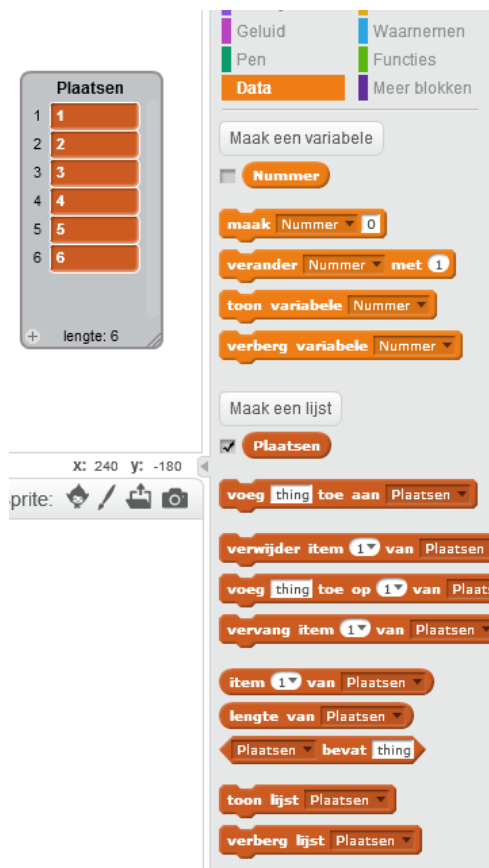 Geluid Waarnemen
Pen Functies
Data Meer blokken
Plaatsen
1 1
2 2
3 3
4 4
5 5
6 6
+ lengte: 6
X: 240 y: -180
prite:
Maak een variabele
Nummer
maak Nummer 0
verander Nummer met 1
toon variabele Nummer
verberg variabele Nummer
Maak een lijst
Plaatsen
voeg thing toe aan Plaatsen
verwijder item 1 van Plaatsen
voeg thing toe op 1 van Plaats
vervang item 1 van Plaatsen
item 1 van Plaatsen
lengte van Plaatsen
Plaatsen bevat thing
toon lijst Plaatsen
verberg lijst Plaatsen